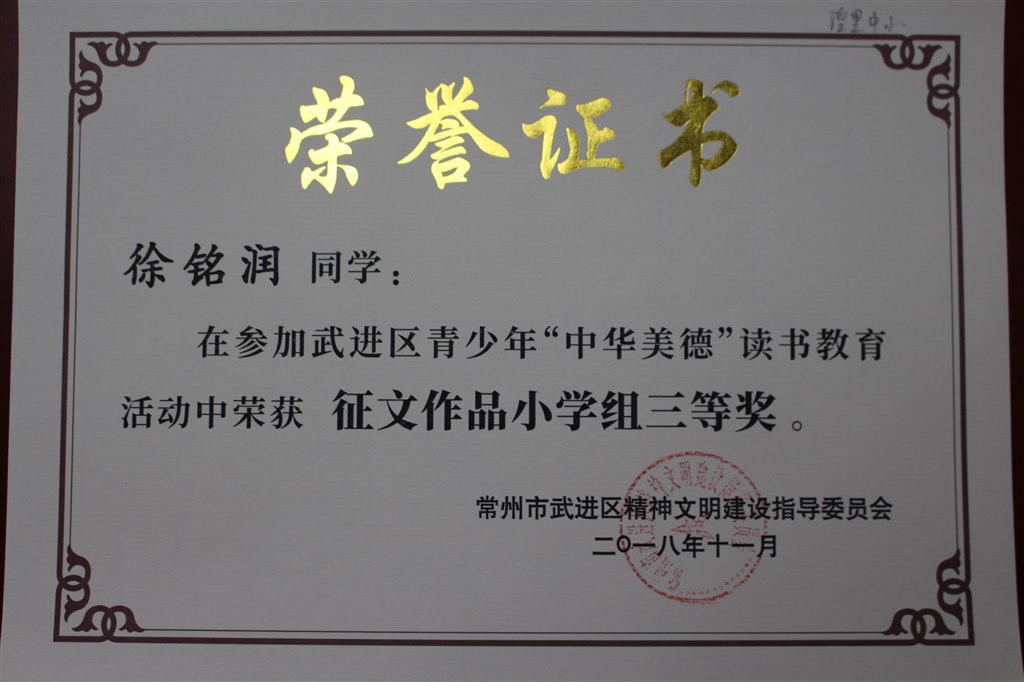 湟里中小
荣誉证书
徐铭润 同学：
在参加武进区青少年“中华美德”读书教育
活动中荣获 征文作品小学组三等奖。
常州市武进区精神文明建设指导委员会
二〇一八年十一月